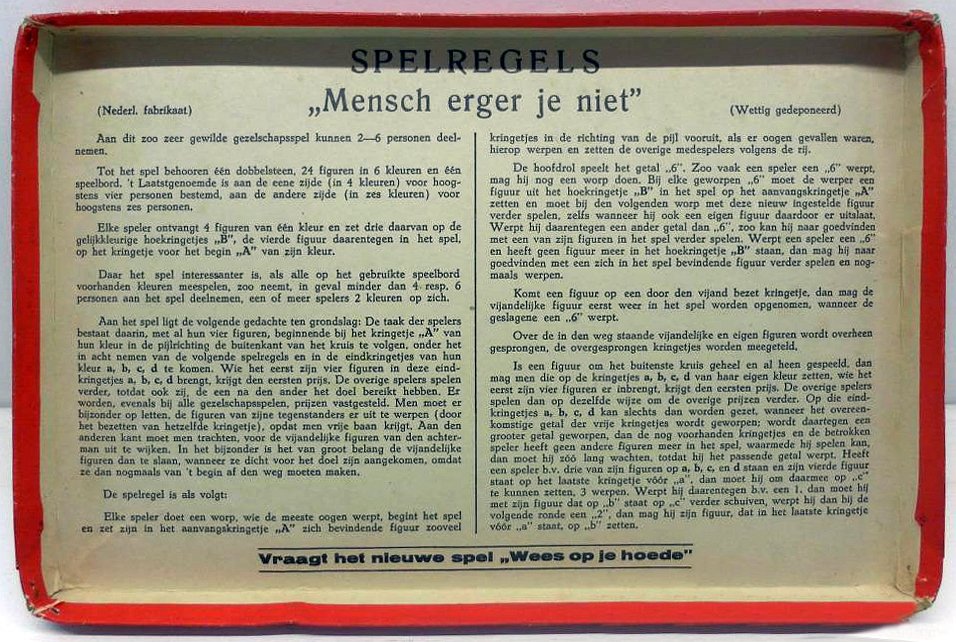 SPELREGELS
„Mensch erger je niet”
(Nederl. fabrikaat)
(Wettig gedeponeerd)
Aan dit zoo zeer gewilde gezelschapsspel kunnen 2—6 personen deel-
nemen.
Tot het spel behooren één dobbelsteen, 24 figuren in 6 kleuren en één
speelbord. 't Laatstgenoemde is aan de eene zijde (in 4 kleuren) voor hoog-
stens vier personen bestemd, aan de andere zijde (in zes kleuren) voor
hoogstens zes personen.
Elke speler ontvangt 4 figuren van één kleur en zet drie daarvan op de
gelijkkleurige hoekringetjes „B”, de vierde figuur daarentegen in het spel,
op het kringetje voor het begin „A” van zijn kleur.
Daar het spel interessanter is, als alle op het gebruikte speelbord
voorhanden kleuren meespelen, zoo neemt, in geval minder dan 4 resp. 6
personen aan het spel deelnemen, een of meer spelers 2 kleuren op zich.
Aan het spel ligt de volgende gedachte ten grondslag: De taak der spelers
bestaat daarin, met al hun vier figuren, beginnende bij het kringetje „A” van
hun kleur in de pijlrichting de buitenkant van het kruis te volgen, onder het
in acht nemen van de volgende spelregels en in de eindkringetjes van hun
kleur a, b, c, d te komen. Wie het eerst zijn vier figuren in deze eind-
kringetjes a, b, c, d brengt, krijgt den eersten prijs. De overige spelers spelen
verder, totdat ook zij, de een na den ander het doel bereikt hebben. Er
worden, evenals bij alle gezelschapsspelen, prijzen vastgesteld. Men moet er
bijzonder op letten, de figuren van zijne tegenstanders er uit te werpen (door
het bezetten van hetzelfde kringetje), opdat men vrije baan krijgt. Aan den
anderen kant moet men trachten, voor de vijandelijke figuren van den achter-
man uit te wijken. In het bijzonder is het van groot belang de vijandelijke
figuren dan te slaan, wanneer ze dicht voor het doel zijn aangekomen, omdat
ze dan nogmaals van 't begin af den weg moeten maken.
De spelregel is als volgt:
Elke speler doet een worp, wie de meeste oogen werpt, begint het spel
en zet zijn in het aanvangskringetje „A” zich bevindende figuur zooveel
kringetjes in de richting van de pijl vooruit, als er oogen gevallen waren,
hierop werpen en zetten de overige medespelers volgens de rij.
De hoofdrol speelt het getal „6”. Zoo vaak een speler een „6” werpt,
mag hij nog een worp doen. Bij elke geworpen „6” moet de werper een
figuur uit het hoekringetje „B” in het spel op het aanvangskringetje „A”
zetten en moet bij den volgenden worp met deze nieuw ingestelde figuur
verder spelen, zelfs wanneer hij ook een eigen figuur daardoor er uitslaat.
Werpt hij daarentegen een ander getal dan „6”, zoo kan hij naar goedvinden
met een van zijn figuren in het spel verder spelen. Werpt een speler een „6”
en heeft geen figuur meer in het hoekringetje „B” staan, dan mag hij naar
goedvinden met een zich in het spel bevindende figuur verder spelen en nog-
maals werpen.
Komt een figuur op een door den vijand bezet kringetje, dan mag de
vijandelijke figuur eerst weer in het spel worden opgenomen, wanneer de
geslagene een „6” werpt.
Over de in den weg staande vijandelijke en eigen figuren wordt overheen
gesprongen, de overgesprongen kringetjes worden meegeteld.
Is een figuur om het buitenste kruis geheel en al heen gespeeld, dan
mag men die op de kringetjes a, b, c, d van haar eigen kleur zetten, wie het
eerst zijn vier figuren er inbrengt, krijgt den eersten prijs. De overige spelers
spelen dan op dezelfde wijze om de overige prijzen verder. Op die eind-
kringetjes a, b, c, d kan slechts dan worden gezet, wanneer het overeen-
komstige getal der vrije kringetjes wordt geworpen; wordt daartegen een
grooter getal geworpen, dan de nog voorhanden kringetjes en de betrokken
speler heeft geen andere figuren meer in het spel, waarmede hij spelen kan,
dan moet hij zóó lang wachten, totdat hij het passende getal werpt. Heeft
een speler b.v. drie van zijn figuren op a, b, c, en d staan en zijn vierde figuur
staat op het laatste kringetje vóór „a”, dan moet hij om daarmee op „c”
te kunnen zetten, 3 werpen. Werpt hij daarentegen b.v. een 1, dan moet hij
met zijn figuur dat op „b” staat op „c” verder schuiven, werpt hij dan bij de
volgende ronde een „2”, dan mag hij zijn figuur, dat in het laatste kringetje
vóór „a” staat, op „b” zetten.
Vraagt het nieuwe spel „Wees op je hoede”